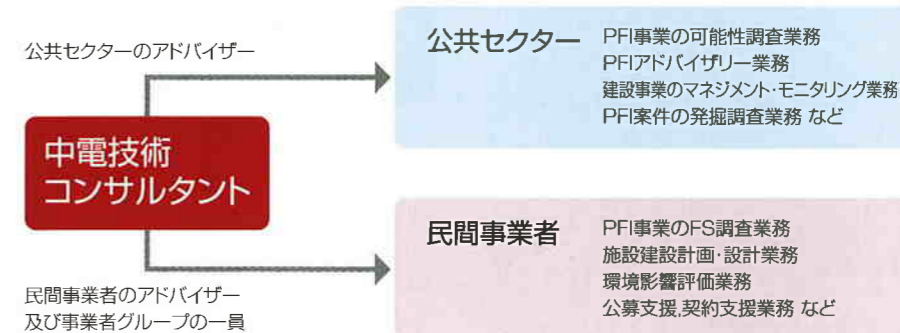 公共セクターのアドバイザー
中電技術
コンサルタント
民間事業者のアドバイザー
及び事業者グループの一員
公共セクター
PFI事業の可能性調査業務
PFIアドバイザリー業務
建設事業のマネジメント・モニタリング業務
PFI案件の発掘調査業務 など
民間事業者
PFI事業のFS調査業務
施設建設計画・設計業務
環境影響評価業務
公募支援,契約支援業務 など